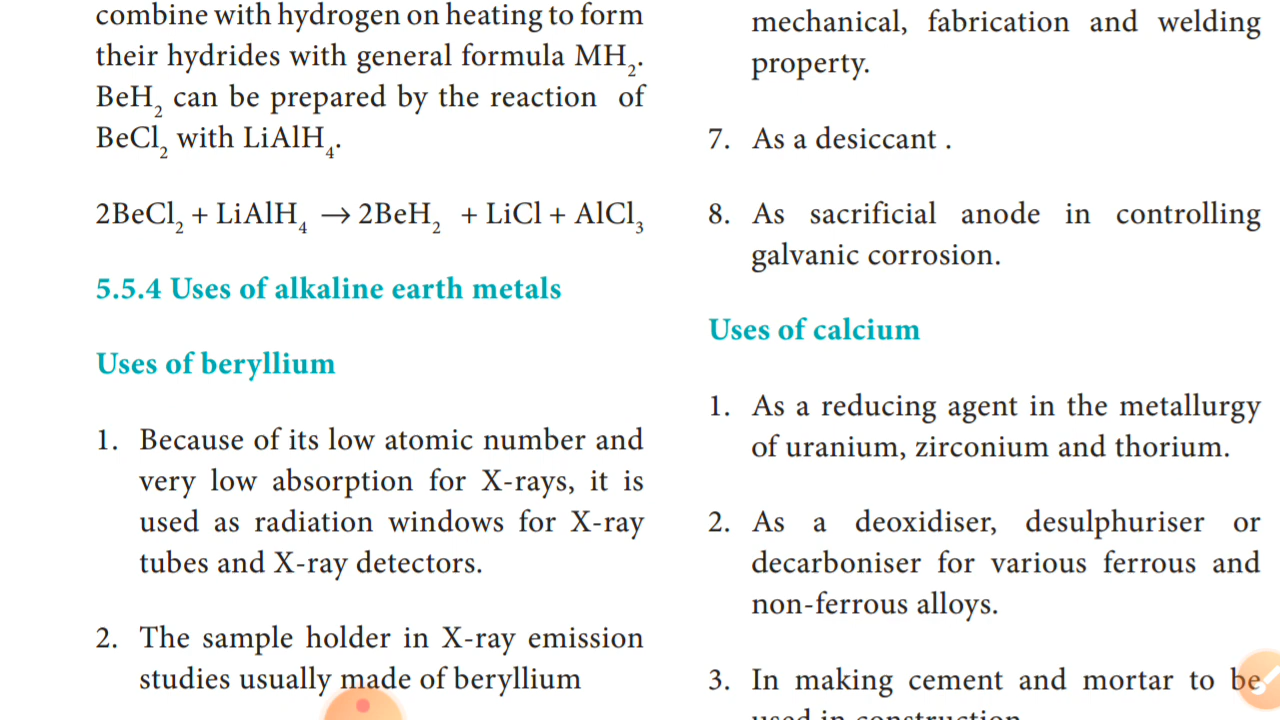 combine with hydrogen on heating to form
their hydrides with general formula MH₂.
BeH₂ can be prepared by the reaction of
BeCl₂ with LiAlH₄.
2BeCl₂ + LiAlH₄ → 2BeH₂ + LiCl + AlCl₃
5.5.4 Uses of alkaline earth metals
Uses of beryllium
1. Because of its low atomic number and
very low absorption for X-rays, it is
used as radiation windows for X-ray
tubes and X-ray detectors.
2. The sample holder in X-ray emission
studies usually made of beryllium
mechanical, fabrication and welding
property.
7. As a desiccant .
8. As sacrificial anode in controlling
galvanic corrosion.
Uses of calcium
1. As a reducing agent in the metallurgy
of uranium, zirconium and thorium.
2. As a deoxidiser, desulphuriser or
decarboniser for various ferrous and
non-ferrous alloys.
3. In making cement and mortar to be
used in construction